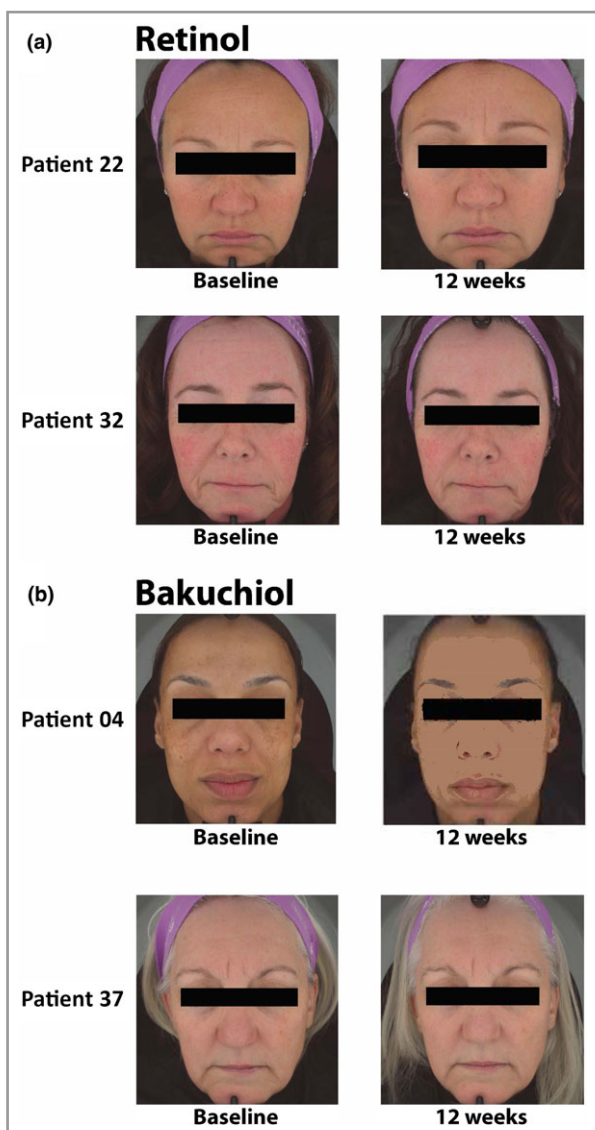 (a) Retinol
Patient 22
Baseline 12 weeks
Patient 32
Baseline 12 weeks
(b) Bakuchiol
Patient 04
Baseline 12 weeks
Patient 37
Baseline 12 weeks